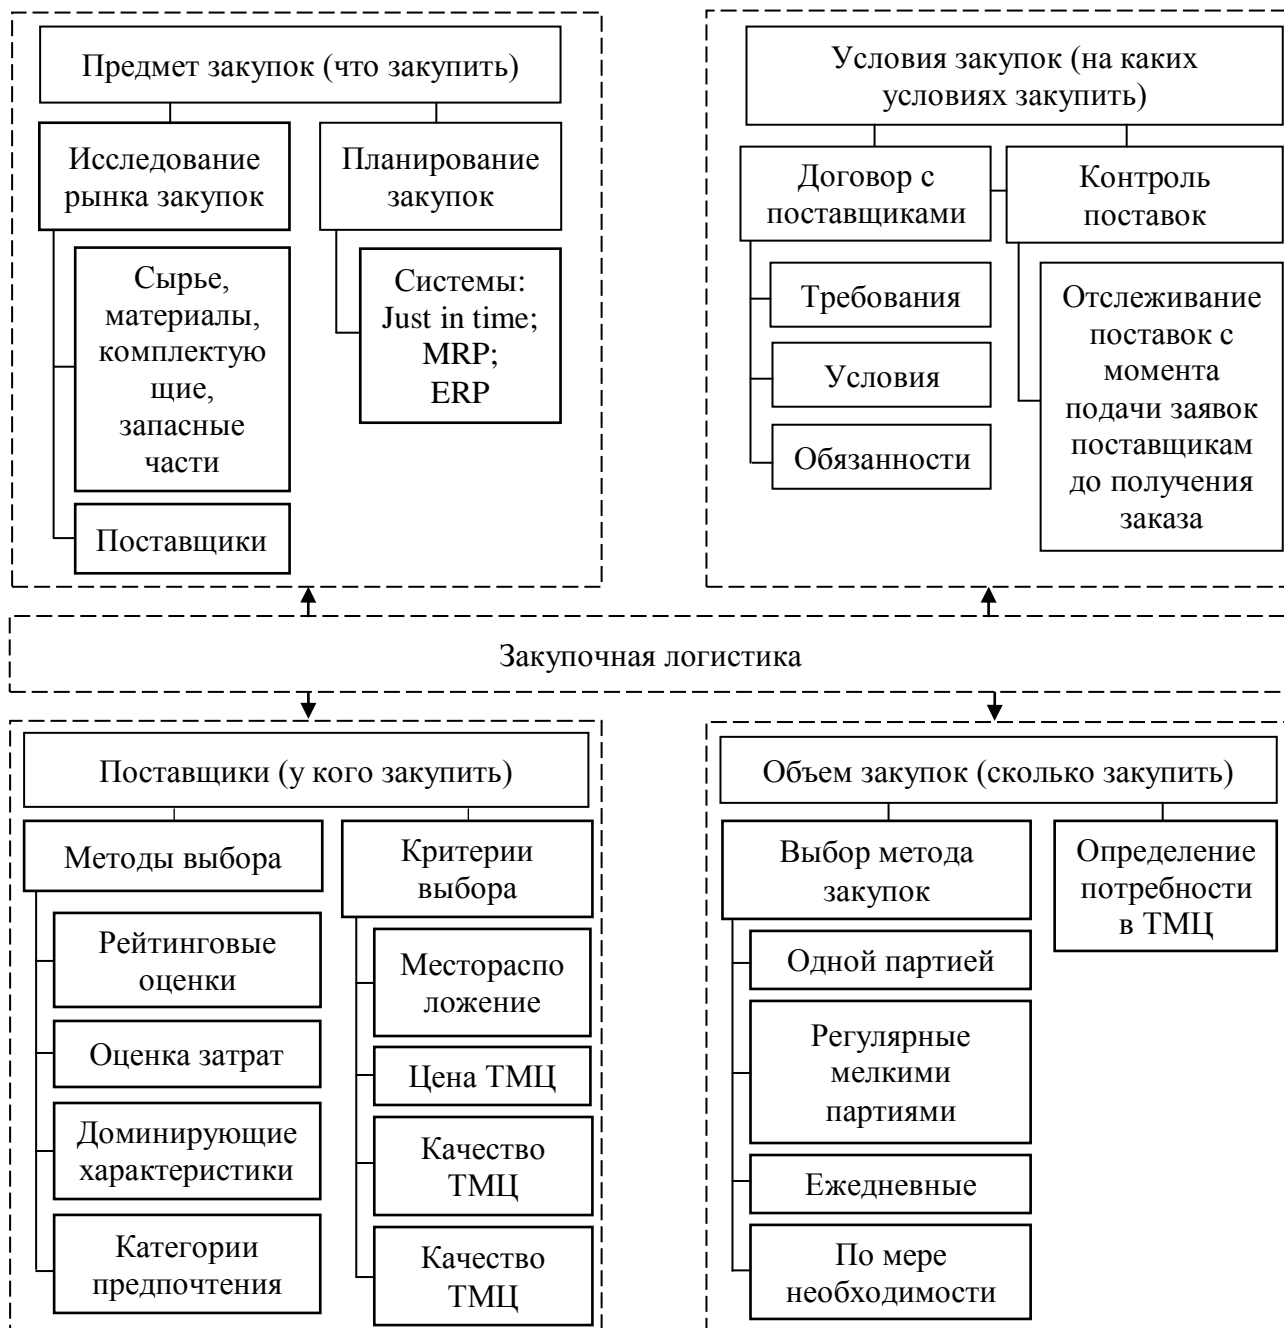 Предмет закупок (что закупить)
Исследование
рынка закупок
Планирование
закупок
Сырье,
материалы,
комплектую
щие,
запасные
части
Поставщики
Системы:
Just in time;
MRP;
ERP
Условия закупок (на каких
условиях закупить)
Договор с
поставщиками
Контроль
поставок
Требования
Условия
Обязанности
Отслеживание
поставок с
момента
подачи заявок
поставщикам
до получения
заказа
Закупочная логистика
Поставщики (у кого закупить)
Методы выбора
Критерии
выбора
Рейтинговые
оценки
Оценка затрат
Доминирующие
характеристики
Категории
предпочтения
Местораспо
ложение
Цена ТМЦ
Качество
ТМЦ
Качество
ТМЦ
Объем закупок (сколько закупить)
Выбор метода
закупок
Определение
потребности
в ТМЦ
Одной партией
Регулярные
мелкими
партиями
Ежедневные
По мере
необходимости